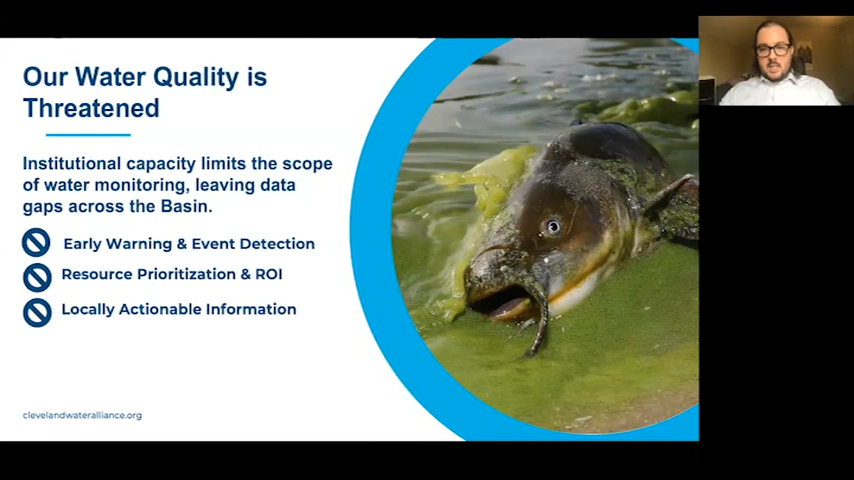 Our Water Quality is
Threatened
Institutional capacity limits the scope
of water monitoring, leaving data
gaps across the Basin.
Early Warning & Event Detection
Resource Prioritization & ROI
Locally Actionable Information
clevelandwateralliance.org